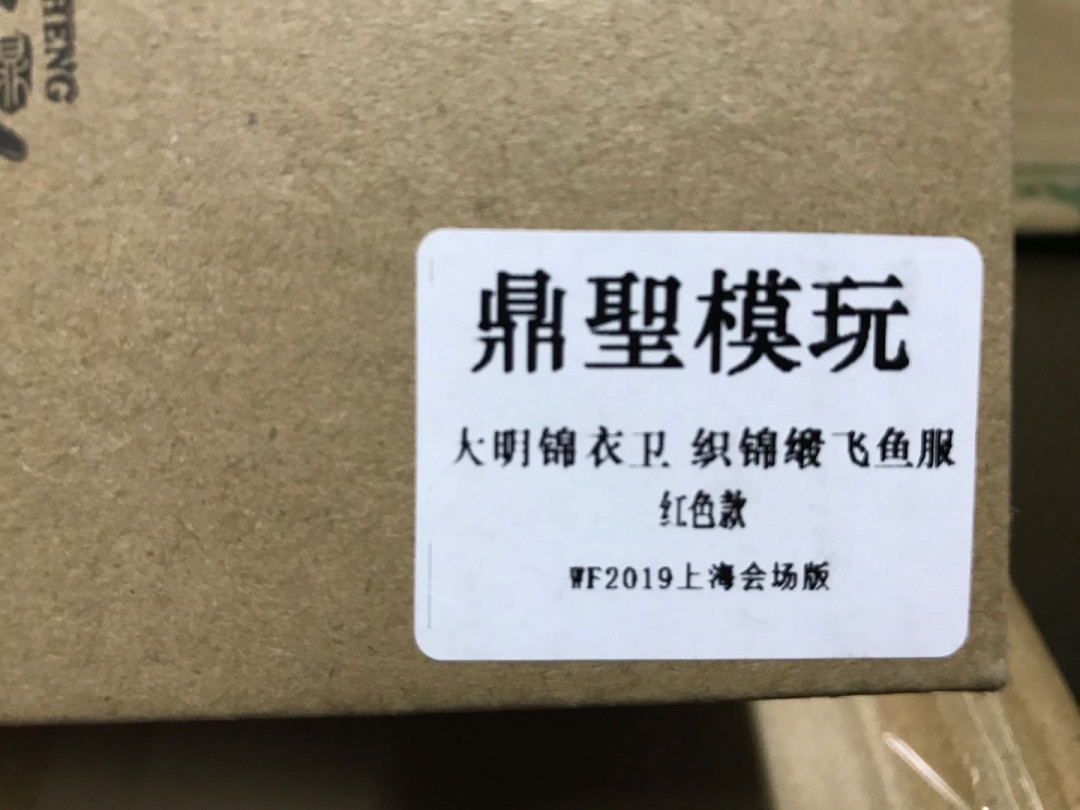 鼎聖模玩
大明锦衣卫 织锦缎飞鱼服
红色款
WF2019上海会场版